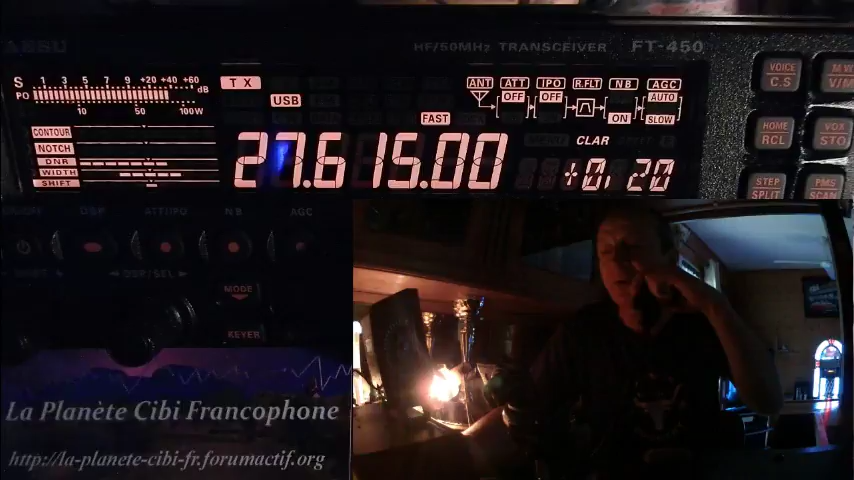 YAESU HF/50MHz TRANSCEIVER FT-450
S 1 3 5 7 9 +20 +40 +60 dB
PO 10 50 100W
TX
USB
FAST
ANT ATT IPO R.FLT NB AGC
OFF OFF AUTO
ON SLOW
CONTOUR
NOTCH
DNR
WIDTH
SHIFT
27.615.00
CLAR
+0.20
VOICE C.S
M.W V/M
HOME RCL
VOX STO
STEP SPLIT
PMS SCAN
DSP ATT/IPO NB AGC
◄DSP/SEL►
MODE
KEYER
La Planète Cibi Francophone
http://la-planete-cibi-fr.forumactif.org